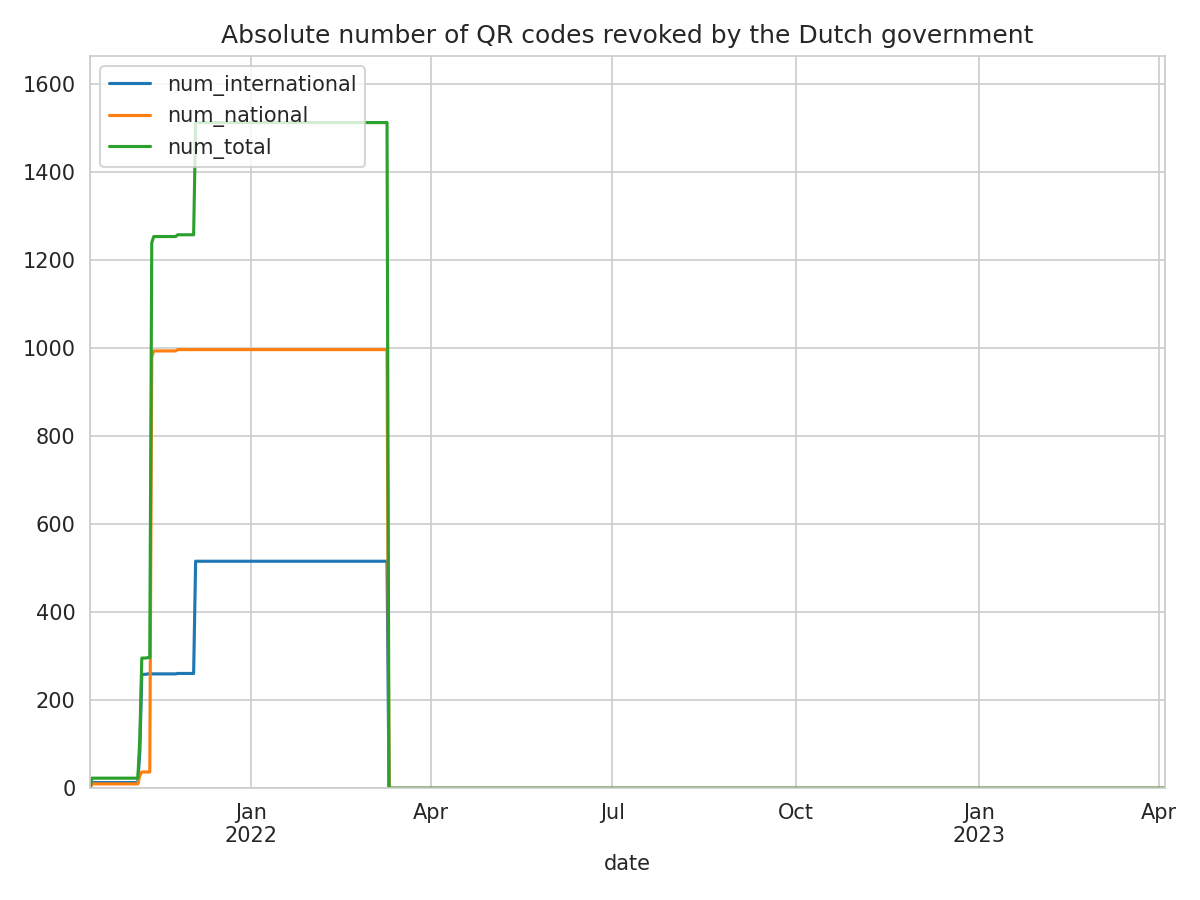 Absolute number of QR codes revoked by the Dutch government
num_international
num_national
num_total
1600
1400
1200
1000
800
600
400
200
0
Jan
2022
Apr
Jul
Oct
Jan
2023
Apr
date